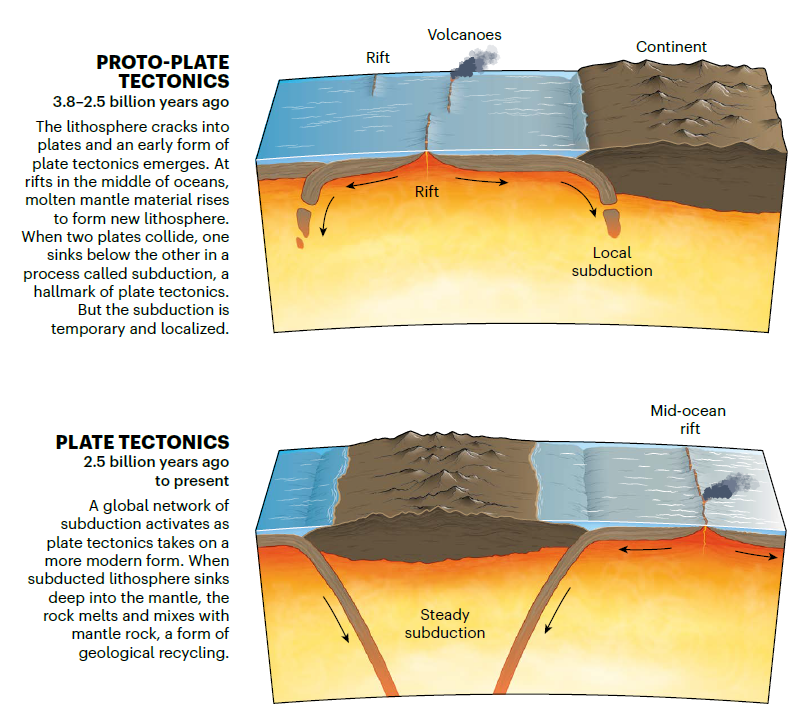 PROTO-PLATE
TECTONICS
3.8–2.5 billion years ago
The lithosphere cracks into
plates and an early form of
plate tectonics emerges. At
rifts in the middle of oceans,
molten mantle material rises
to form new lithosphere.
When two plates collide, one
sinks below the other in a
process called subduction, a
hallmark of plate tectonics.
But the subduction is
temporary and localized.
Volcanoes
Rift
Continent
Rift
Local
subduction
PLATE TECTONICS
2.5 billion years ago
to present
A global network of
subduction activates as
plate tectonics takes on a
more modern form. When
subducted lithosphere sinks
deep into the mantle, the
rock melts and mixes with
mantle rock, a form of
geological recycling.
Mid-ocean
rift
Steady
subduction